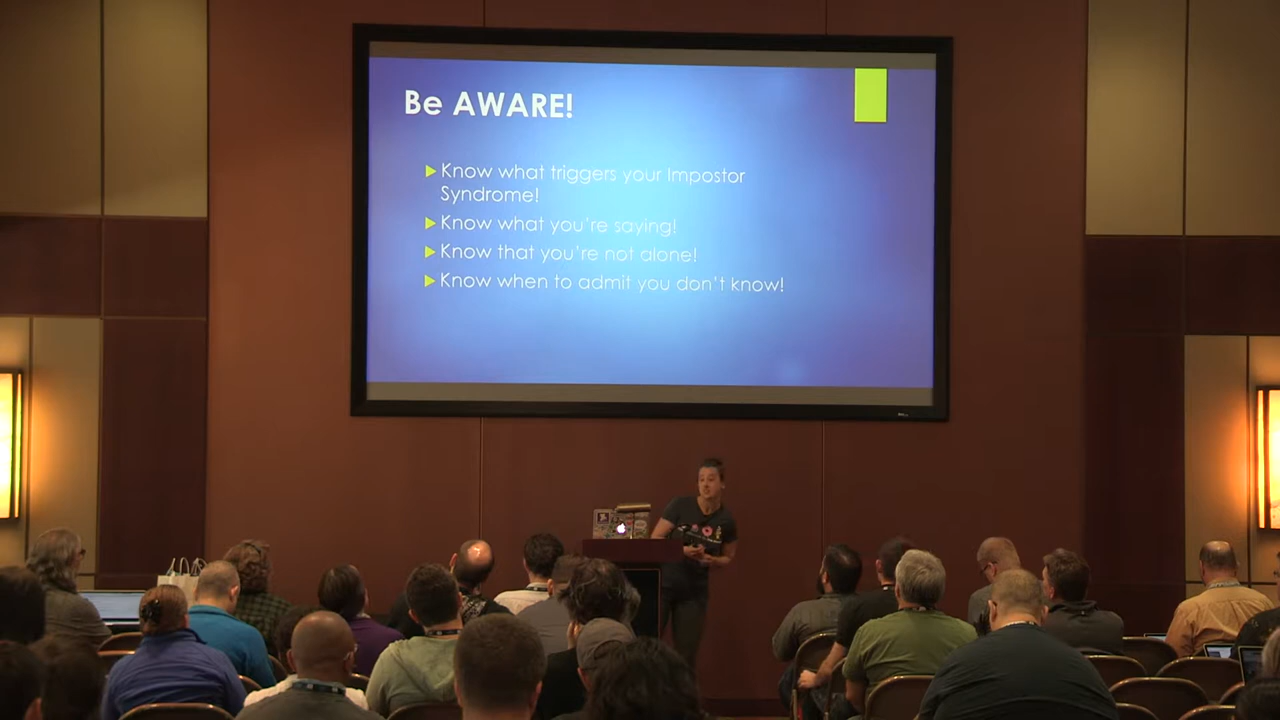 Be AWARE!
Know what triggers your Impostor
Syndrome!
Know what you're saying!
Know that you're not alone!
Know when to admit you don't know!